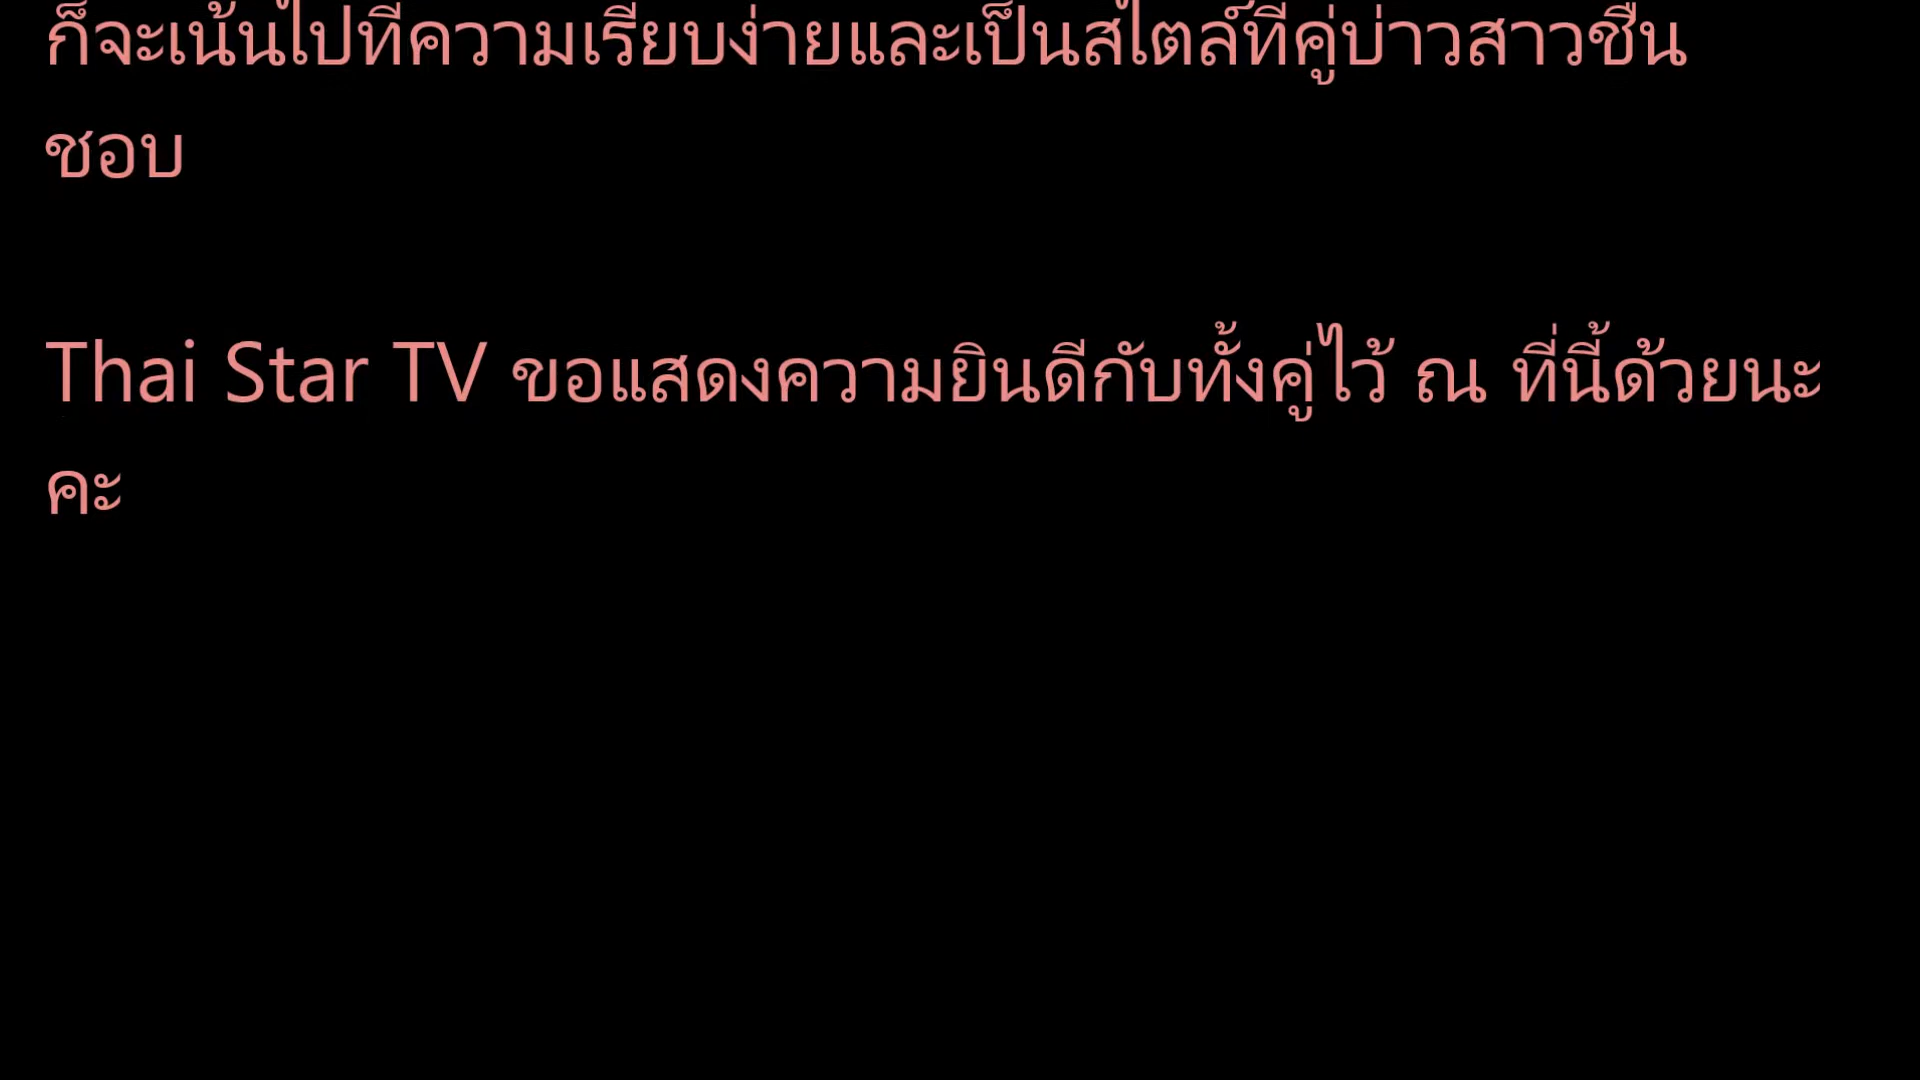 ก็จะเน้นไปที่ความเรียบง่ายและเป็นสไตล์ที่คู่บ่าวสาวชื่น
ชอบ
Thai Star TV ขอแสดงความยินดีกับทั้งคู่ไว้ ณ ที่นี้ด้วยนะ
คะ